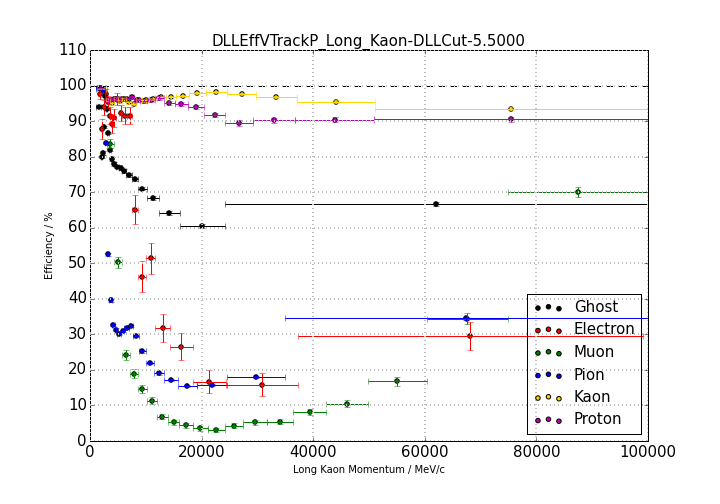 DLLEffVTrackP_Long_Kaon-DLLCut-5.5000
110
100
90
80
70
60
50
40
30
20
10
0
Efficiency / %
0 20000 40000 60000 80000 100000
Long Kaon Momentum / MeV/c
Ghost
Electron
Muon
Pion
Kaon
Proton